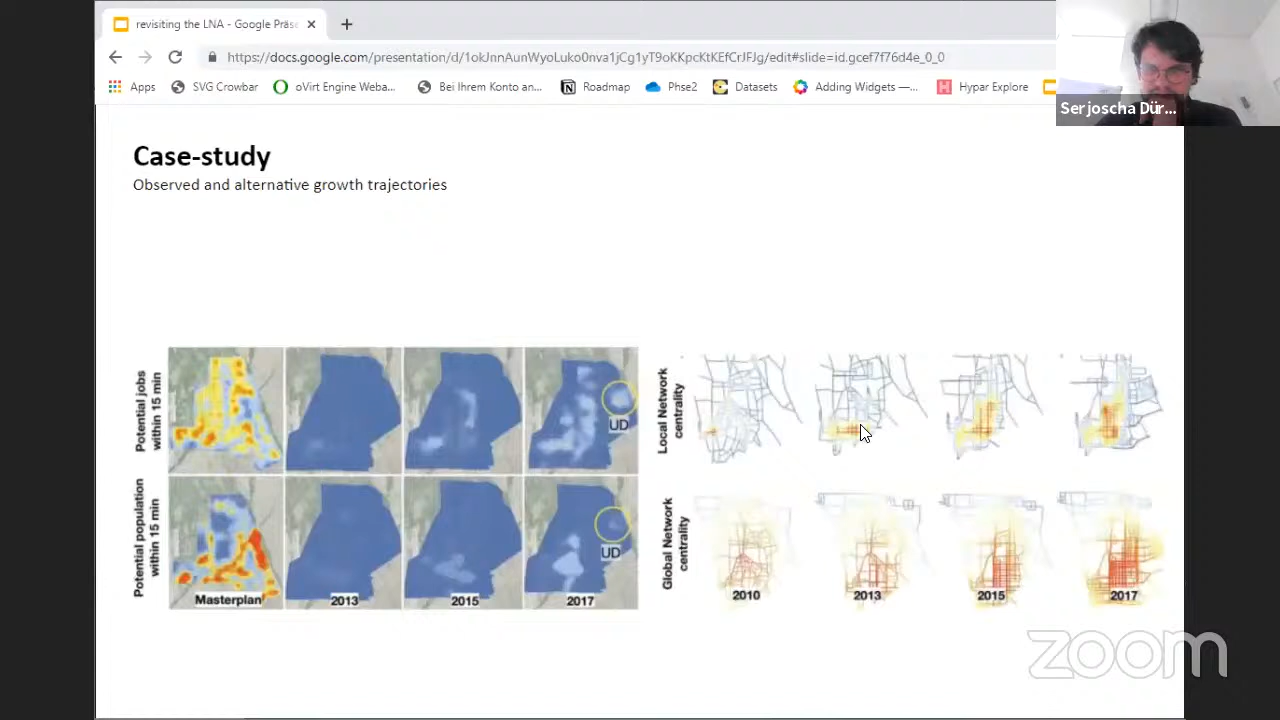 revisiting the LNA - Google Präse
https://docs.google.com/presentation/d/1okJnnAunWyoLuko0nva1jCg1yT9oKKpcKtKEfCrJFJg/edit#slide=id.gcef7f76d4e_0_0
Apps
SVG Crowbar
oVirt Engine Weba...
Bei Ihrem Konto an...
Roadmap
Phse2
Datasets
Adding Widgets —...
Hypar Explore
Serjoscha Dür...
Case-study
Observed and alternative growth trajectories
Potential jobs
within 15 min
UD
Potential population
within 15 min
UD
Masterplan
2013
2015
2017
Local Network
centrality
Global Network
centrality
2010
2013
2015
2017
zoom